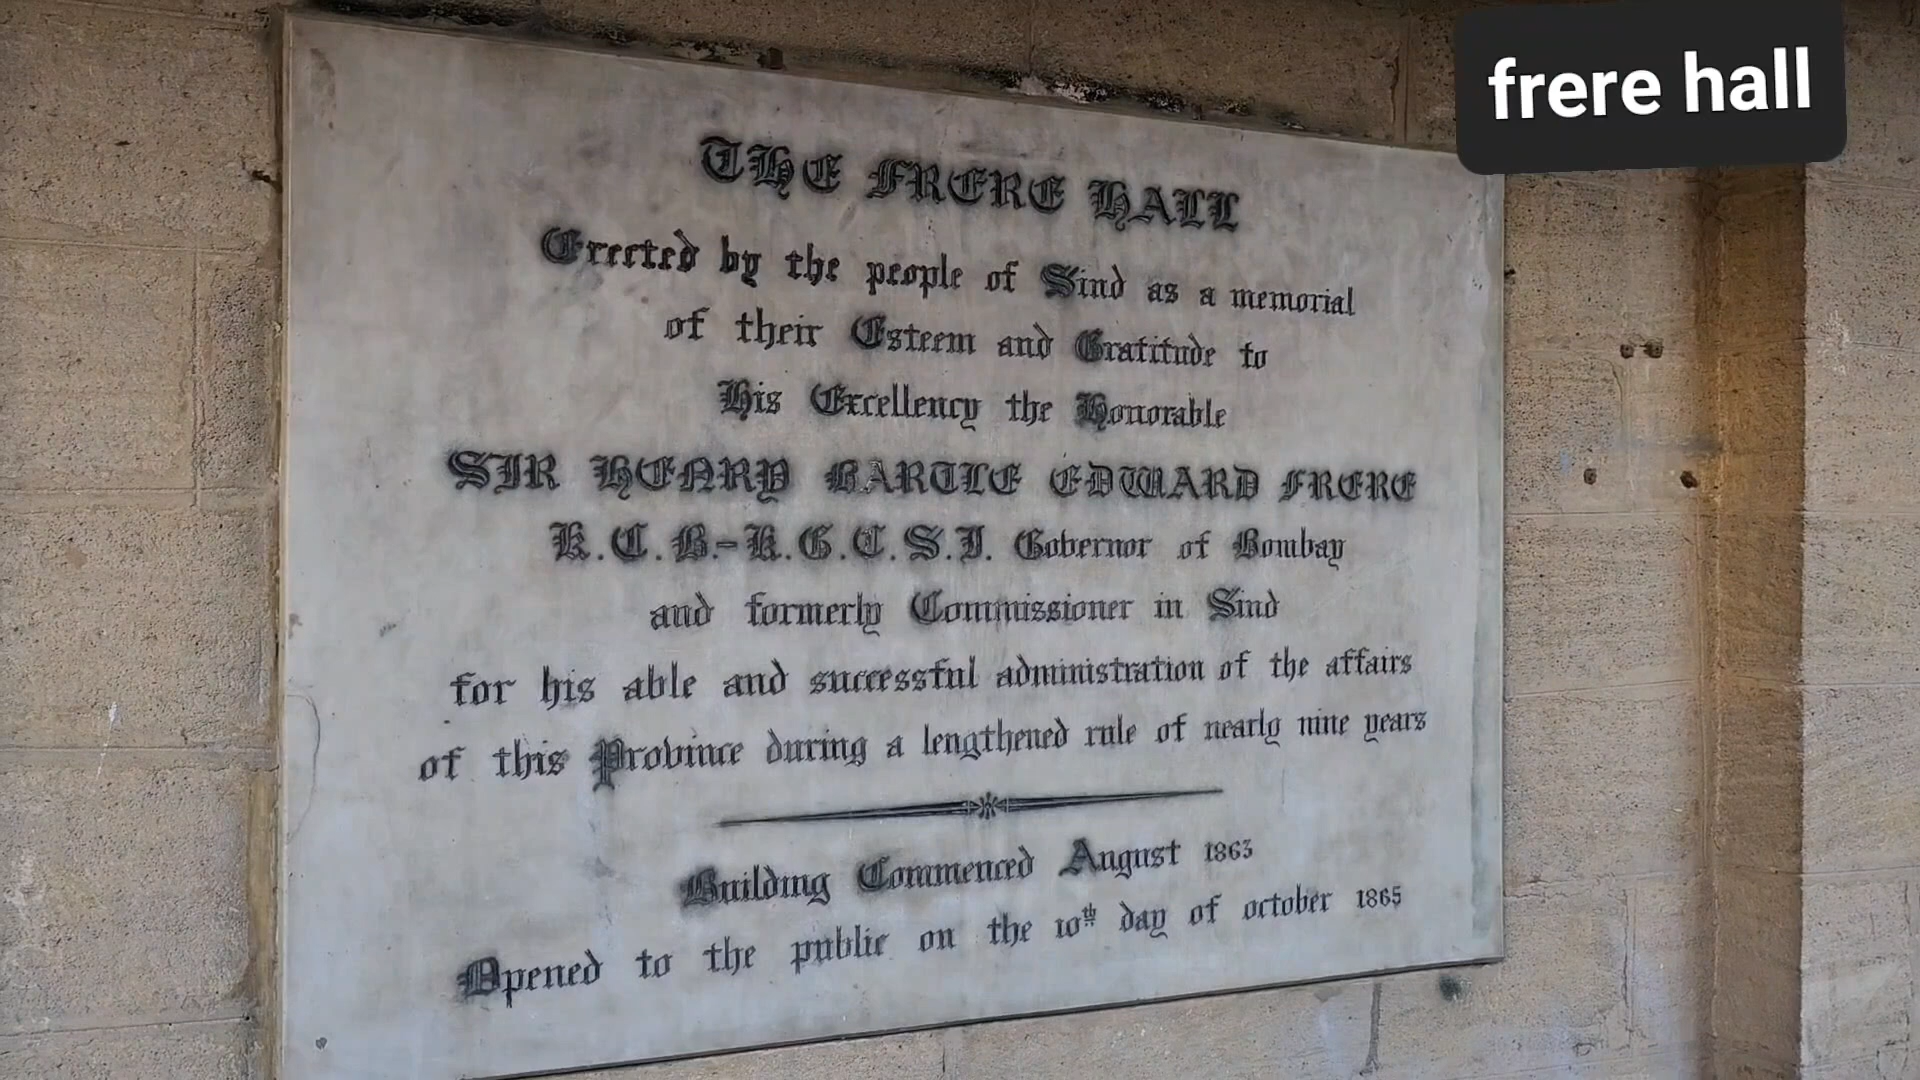 frere hall
THE FRERE HALL
Erected by the people of Sind as a memorial
of their Esteem and Gratitude to
His Excellency the Honorable
SIR HENRY BARTLE EDWARD FRERE
K.C.B.-K.G.C.S.I. Governor of Bombay
and formerly Commissioner in Sind
for his able and successful administration of the affairs
of this Province during a lengthened rule of nearly nine years
Building Commenced August 1863
Opened to the public on the 10th day of october 1865